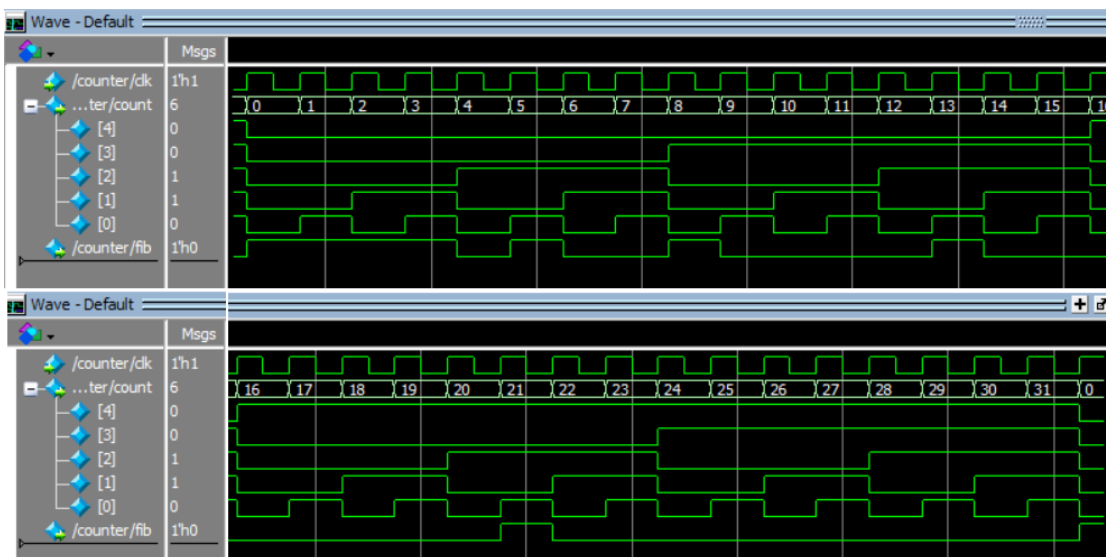 Wave - Default
Msgs
/counter/clk 1'h1
...ter/count 6 0 1 2 3 4 5 6 7 8 9 10 11 12 13 14 15
[4] 0
[3] 0
[2] 1
[1] 1
[0] 0
/counter/fib 1'h0
Wave - Default
Msgs
/counter/clk 1'h1
...ter/count 6 16 17 18 19 20 21 22 23 24 25 26 27 28 29 30 31 0
[4] 0
[3] 0
[2] 1
[1] 1
[0] 0
/counter/fib 1'h0